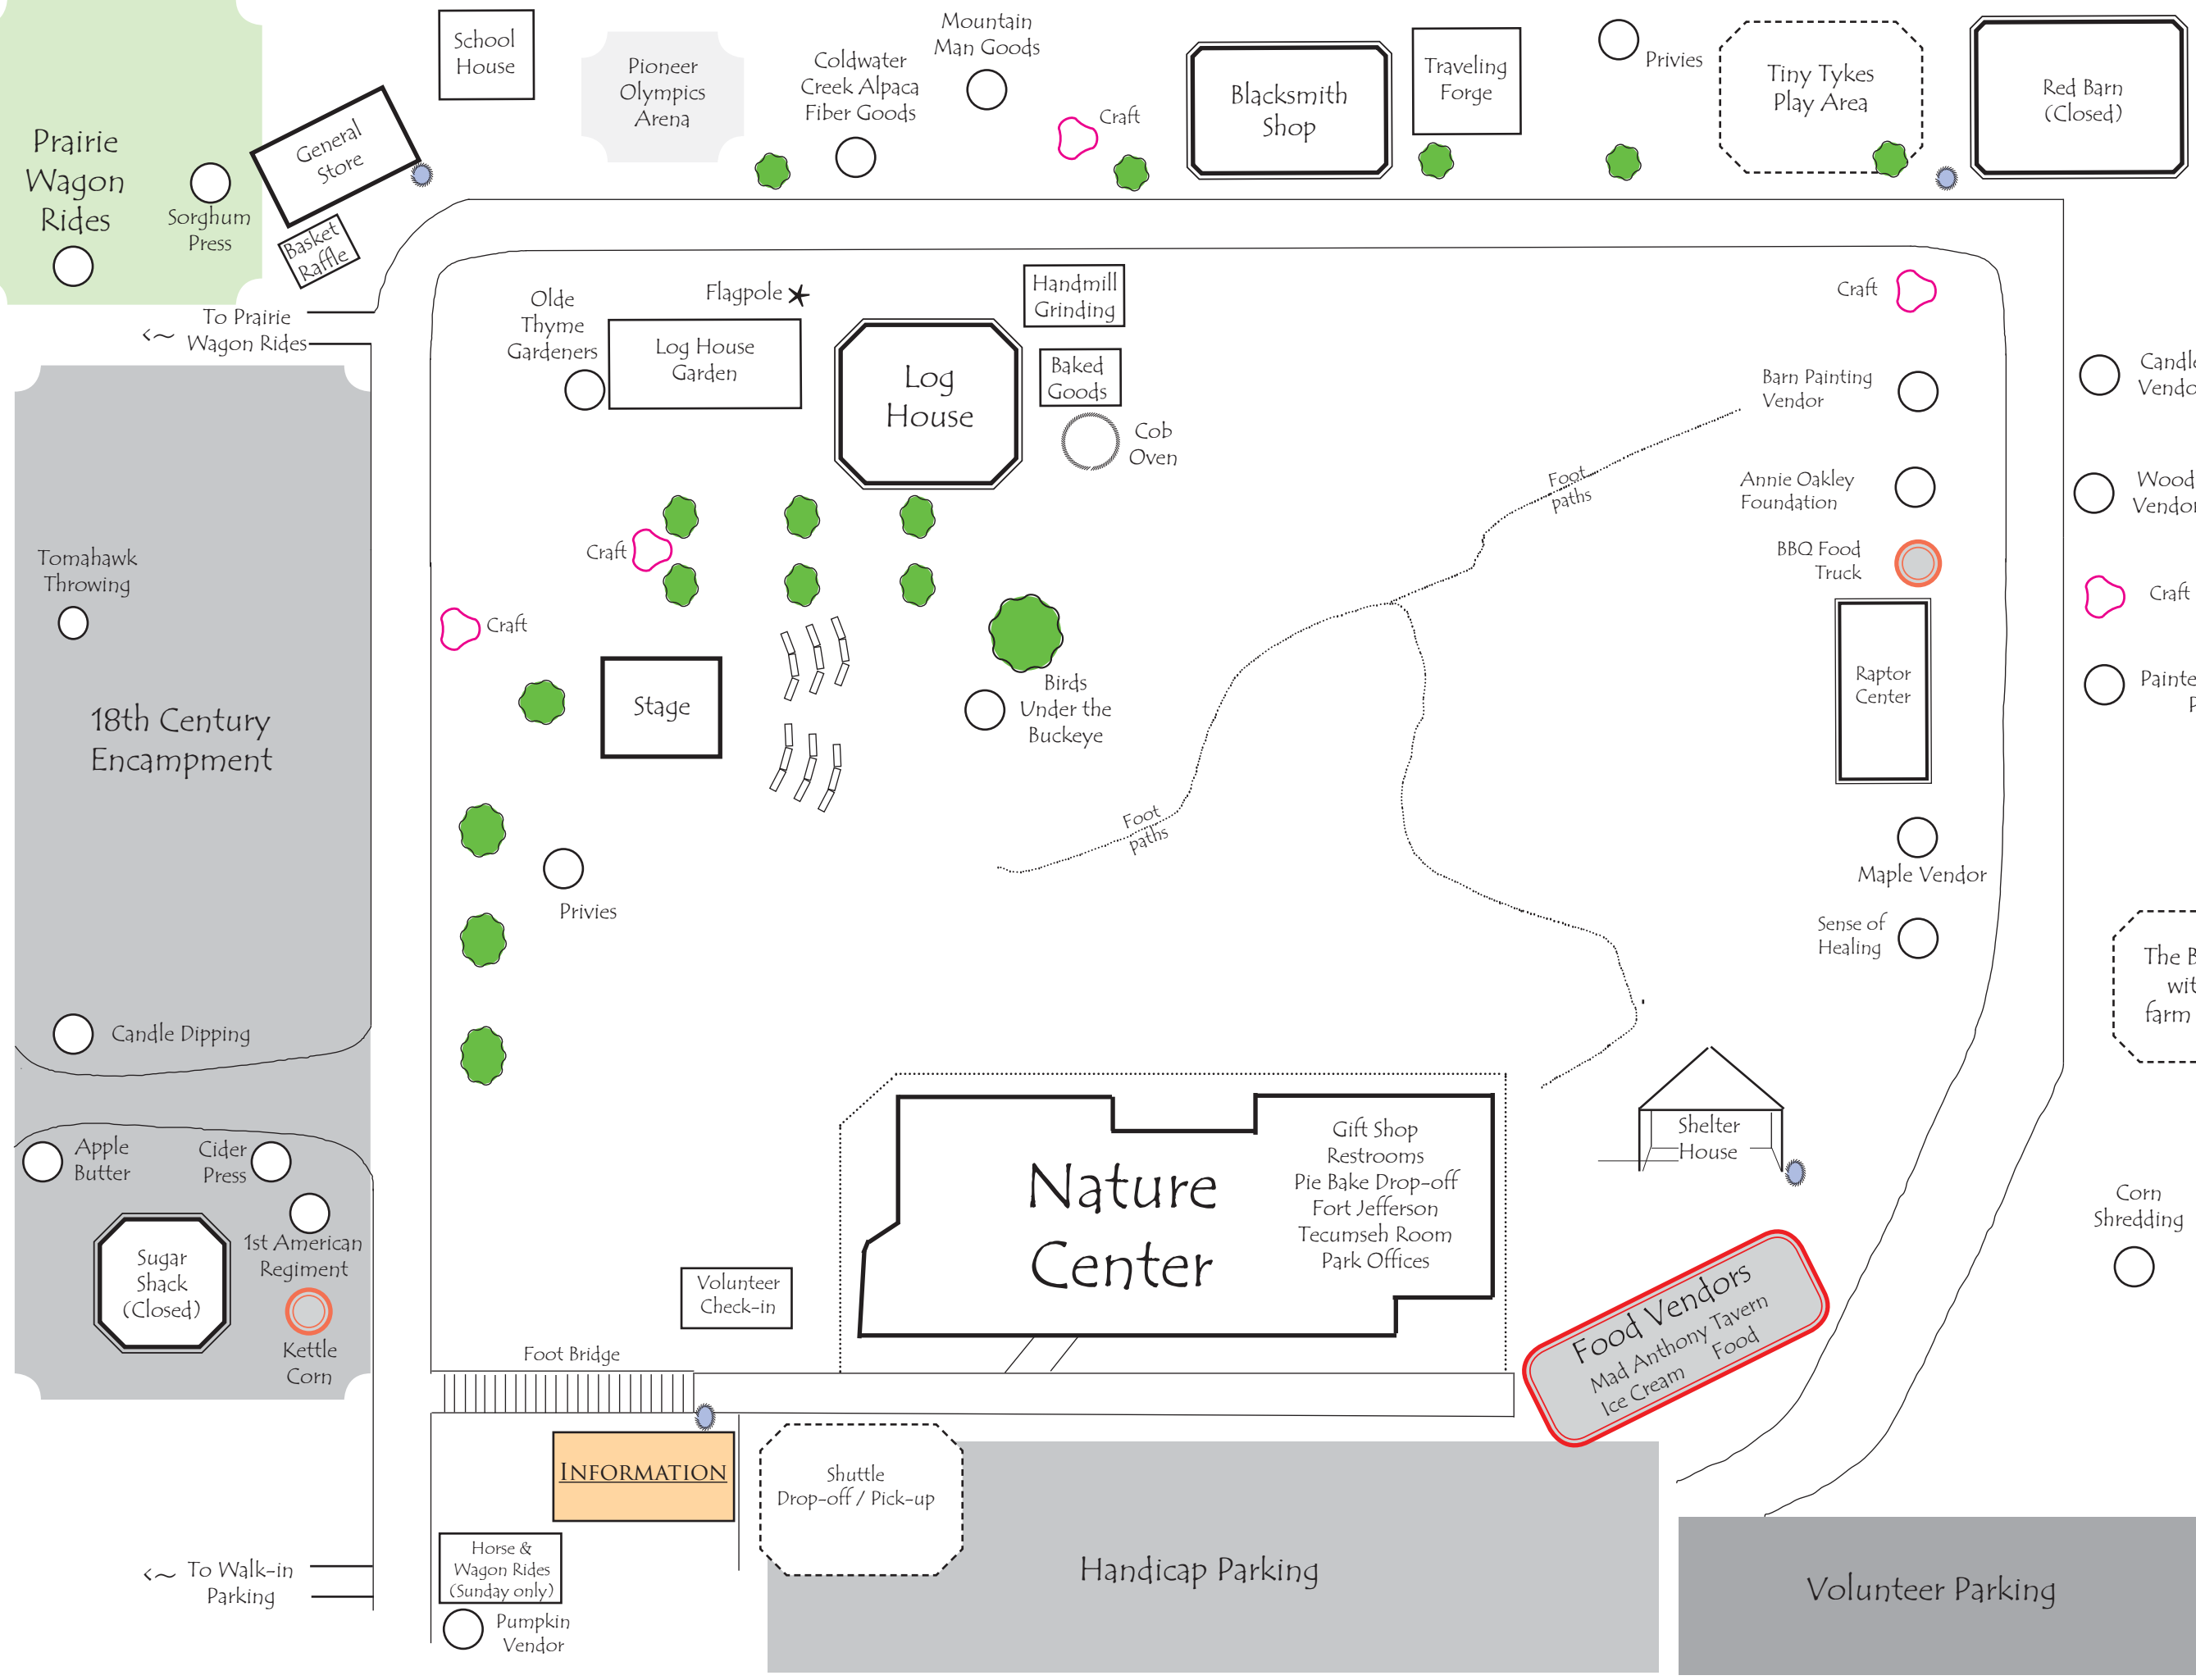 School
House
Pioneer
Olympics
Arena
Coldwater
Creek Alpaca
Fiber Goods
Mountain
Man Goods
Craft
Blacksmith
Shop
Traveling
Forge
Privies
Tiny Tykes
Play Area
Red Barn
(Closed)
Prairie
Wagon
Rides
Sorghum
Press
General
Store
Basket
Raffle
To Prairie
Wagon Rides
Olde
Thyme
Gardeners
Flagpole
Log House
Garden
Log
House
Handmill
Grinding
Baked
Goods
Cob
Oven
Craft
Barn Painting
Vendor
Annie Oakley
Foundation
BBQ Food
Truck
Raptor
Center
Maple Vendor
Sense of
Healing
Foot
paths
Foot
paths
Craft
Craft
Stage
Birds
Under the
Buckeye
Privies
Tomahawk
Throwing
18th Century
Encampment
Candle Dipping
Apple
Butter
Cider
Press
1st American
Regiment
Sugar
Shack
(Closed)
Kettle
Corn
Wood
Craft
The B
farm
Corn
Shredding
Shelter
House
Nature
Center
Gift Shop
Restrooms
Pie Bake Drop-off
Fort Jefferson
Tecumseh Room
Park Offices
Volunteer
Check-in
Foot Bridge
Food Vendors
Mad Anthony Tavern
Ice Cream Food
Information
Shuttle
Drop-off / Pick-up
Horse &
Wagon Rides
(Sunday only)
Pumpkin
Vendor
To Walk-in
Parking
Handicap Parking
Volunteer Parking